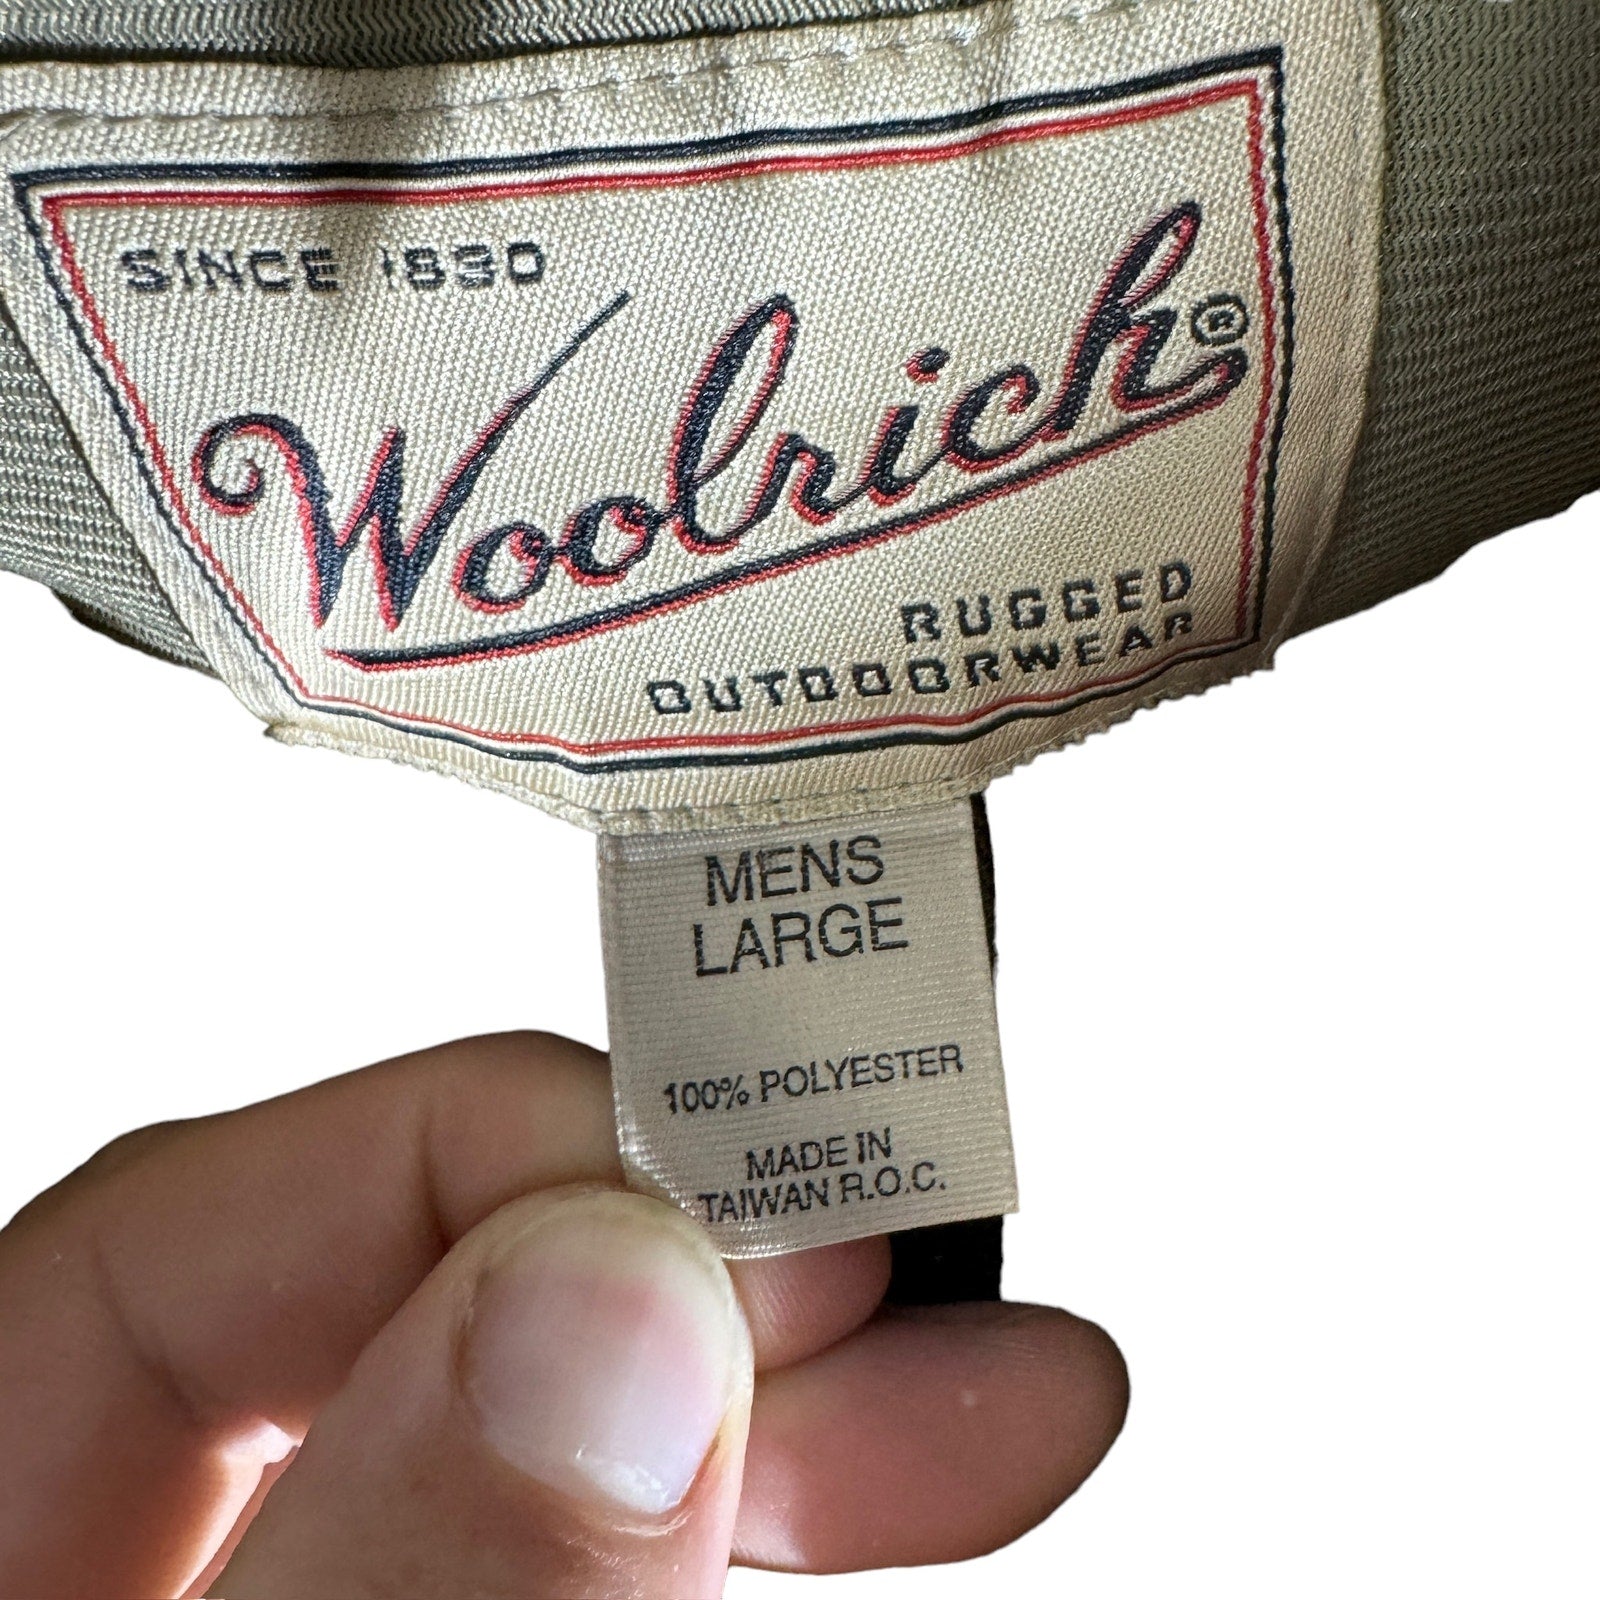 SINCE 1830
Woolrich®
RUGGED
OUTDOORWEAR
MENS
LARGE
100% POLYESTER
MADE IN
TAIWAN R.O.C.